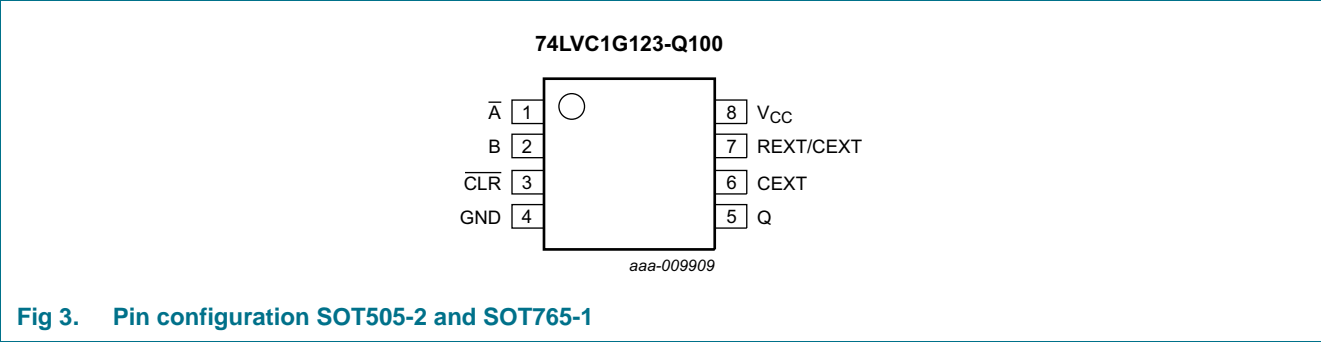 74LVC1G123-Q100
A̅ 1 8 VCC
B 2 7 REXT/CEXT
C̅L̅R̅ 3 6 CEXT
GND 4 5 Q
aaa-009909
Fig 3. Pin configuration SOT505-2 and SOT765-1